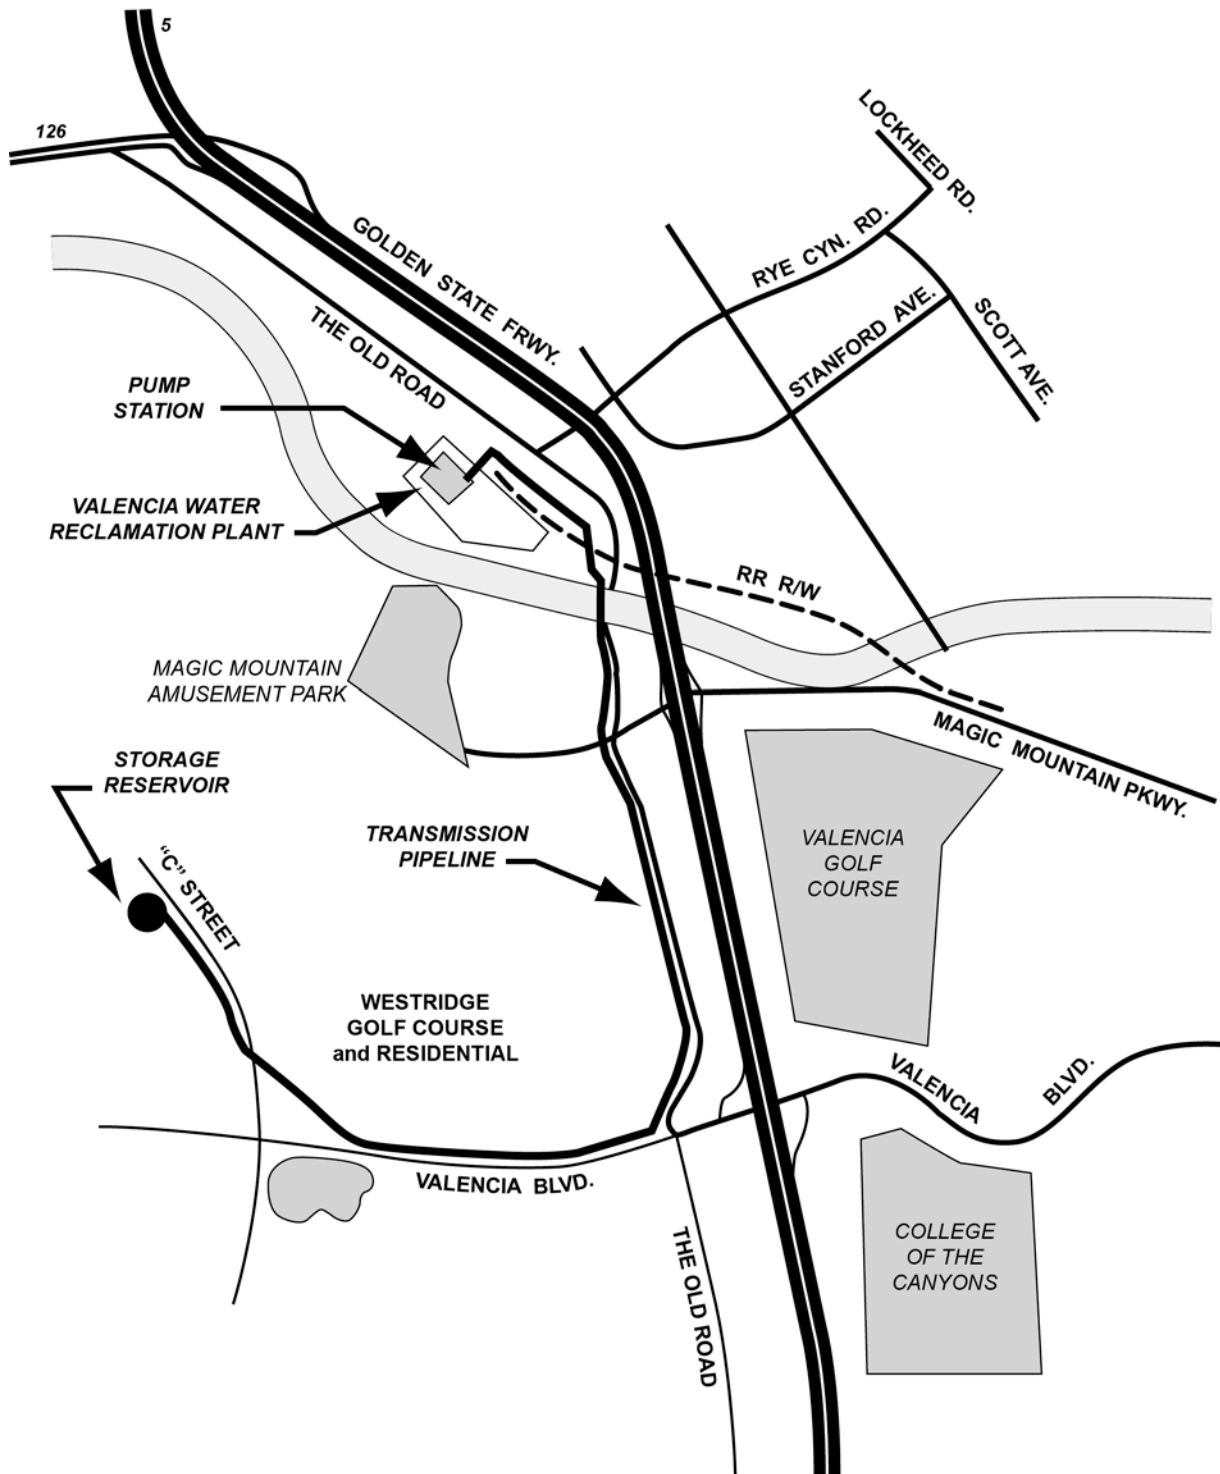 5
126
LOCKHEED RD.
RYE CYN. RD.
GOLDEN STATE FRWY.
STANFORD AVE.
SCOTT AVE.
THE OLD ROAD
PUMP
STATION
VALENCIA WATER
RECLAMATION PLANT
RR R/W
MAGIC MOUNTAIN
AMUSEMENT PARK
MAGIC MOUNTAIN PKWY.
STORAGE
RESERVOIR
TRANSMISSION
PIPELINE
VALENCIA
GOLF
COURSE
"C" STREET
WESTRIDGE
GOLF COURSE
and RESIDENTIAL
VALENCIA BLVD.
VALENCIA BLVD.
THE OLD ROAD
COLLEGE
OF THE
CANYONS